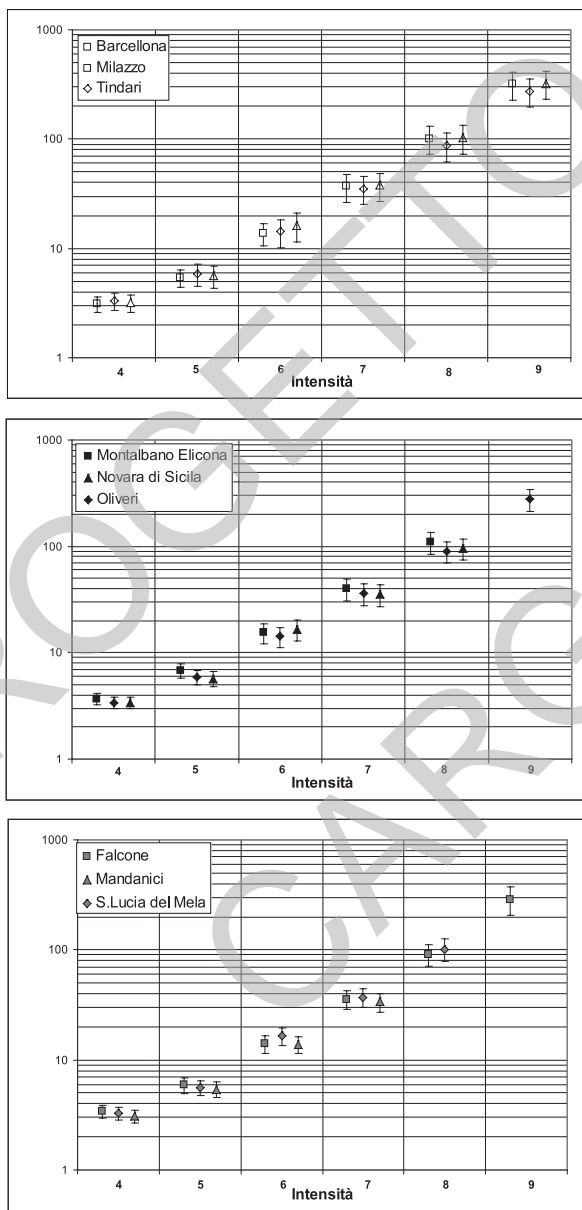 1000
100
10
1
Barcellona
Milazzo
Tindari
4 5 6 7 8 9
Intensità
1000
100
10
1
Montalbano Elicona
Novara di Sicila
Oliveri
4 5 6 7 8 9
Intensità
1000
100
10
1
Falcone
Mandanici
S.Lucia del Mela
4 5 6 7 8 9
Intensità
PROGETTO
CARG